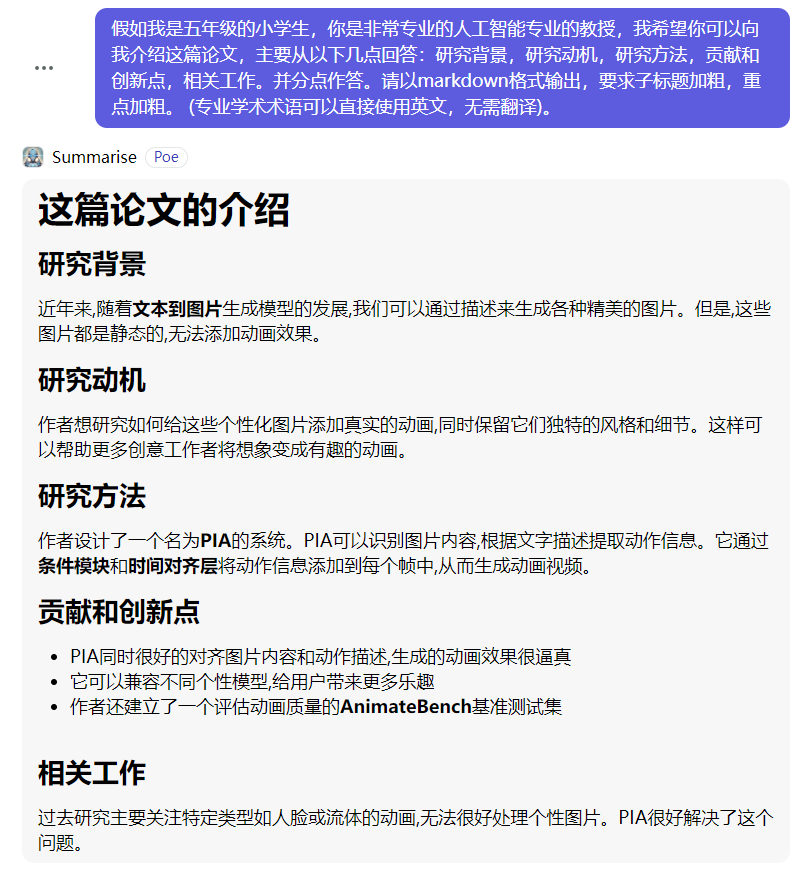 假如我是五年级的小学生，你是非常专业的人工智能专业的教授，我希望你可以向
我介绍这篇论文，主要从以下几点回答：研究背景，研究动机，研究方法，贡献和
创新点，相关工作。并分点作答。请以markdown格式输出，要求子标题加粗，重
点加粗。 (专业学术术语可以直接使用英文，无需翻译)。
Summarise Poe
这篇论文的介绍
研究背景
近年来,随着文本到图片生成模型的发展,我们可以通过描述来生成各种精美的图片。但是,这些
图片都是静态的,无法添加动画效果。
研究动机
作者想研究如何给这些个性化图片添加真实的动画,同时保留它们独特的风格和细节。这样可
以帮助更多创意工作者将想象变成有趣的动画。
研究方法
作者设计了一个名为PIA的系统。PIA可以识别图片内容,根据文字描述提取动作信息。它通过
条件模块和时间对齐层将动作信息添加到每个帧中,从而生成动画视频。
贡献和创新点
• PIA同时很好的对齐图片内容和动作描述,生成的动画效果很逼真
• 它可以兼容不同个性模型,给用户带来更多乐趣
• 作者还建立了一个评估动画质量的AnimateBench基准测试集
相关工作
过去研究主要关注特定类型如人脸或流体的动画,无法很好处理个性图片。PIA很好解决了这个
问题。